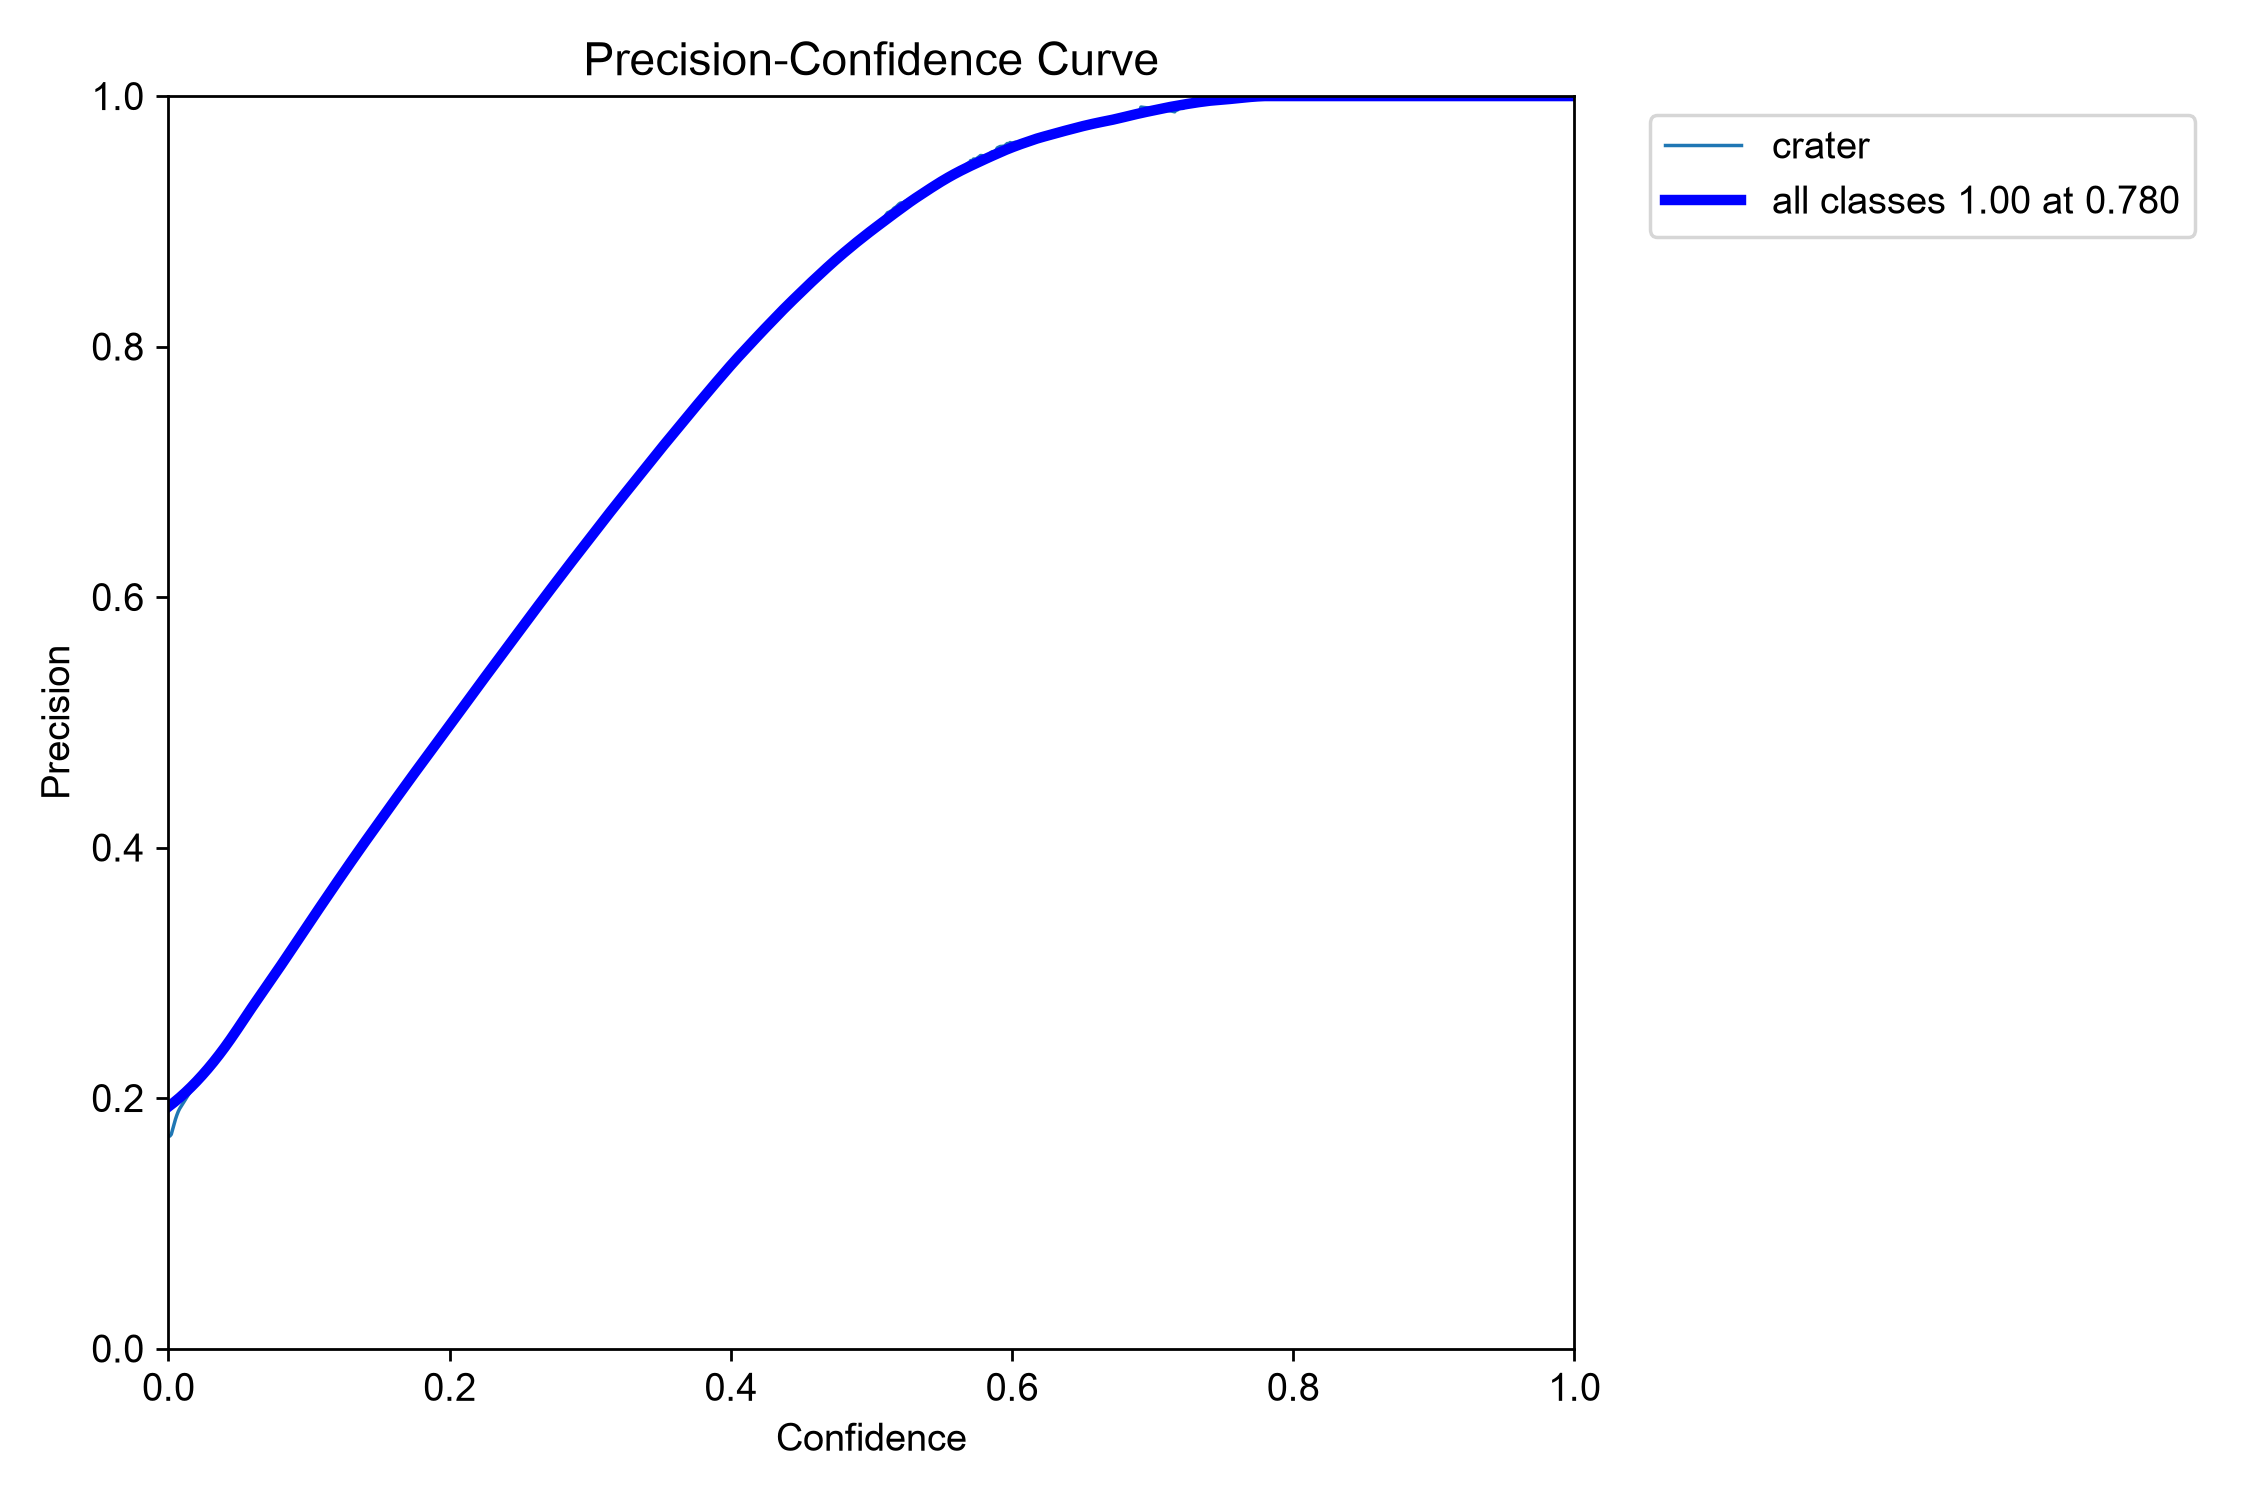 Precision-Confidence Curve
1.0
0.8
0.6
0.4
0.2
0.0
Precision
0.0 0.2 0.4 0.6 0.8 1.0
Confidence
crater
all classes 1.00 at 0.780